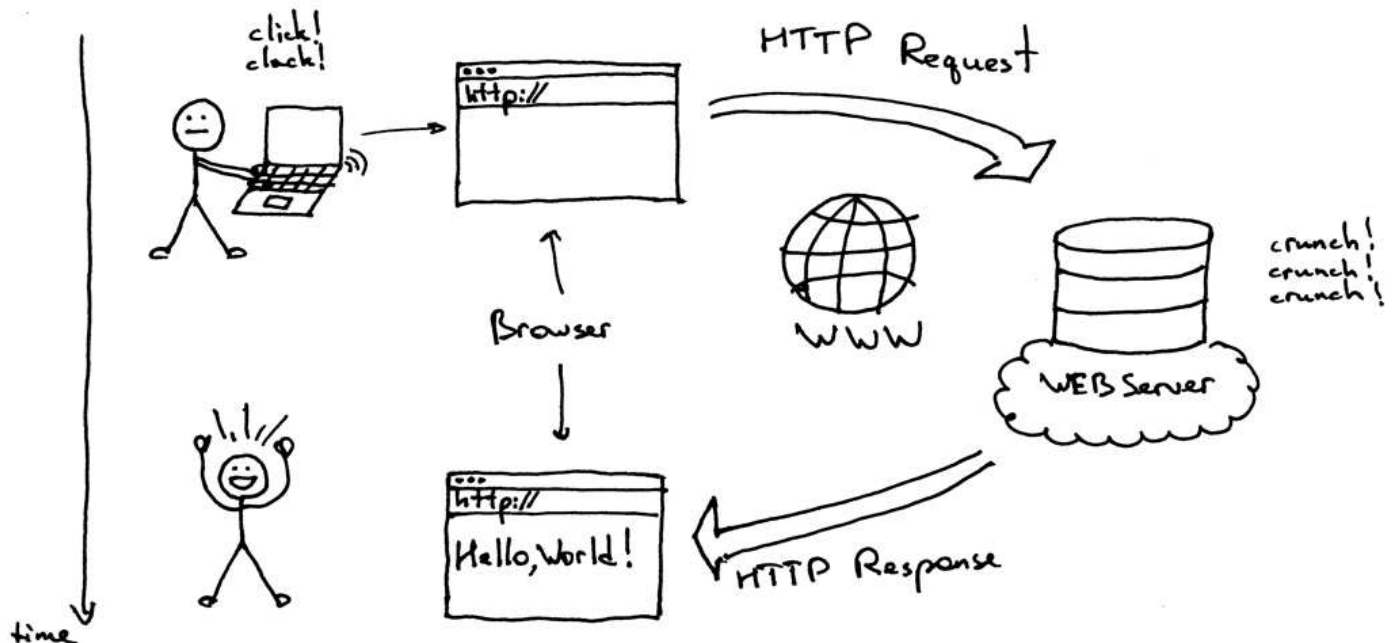 click!
clack!
HTTP Request
http://
crunch!
crunch!
crunch!
Browser
WWW
WEB Server
http://
Hello, World!
HTTP Response
time